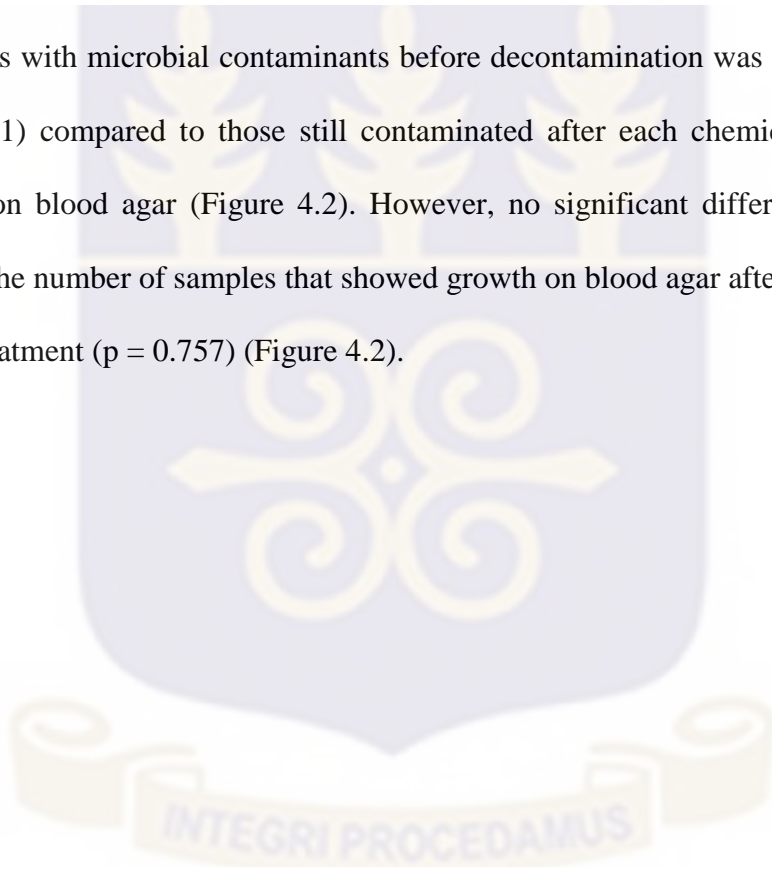 s with microbial contaminants before decontamination was
1) compared to those still contaminated after each chemic
on blood agar (Figure 4.2). However, no significant differ
he number of samples that showed growth on blood agar afte
atment (p = 0.757) (Figure 4.2).
INTEGRI PROCEDAMUS